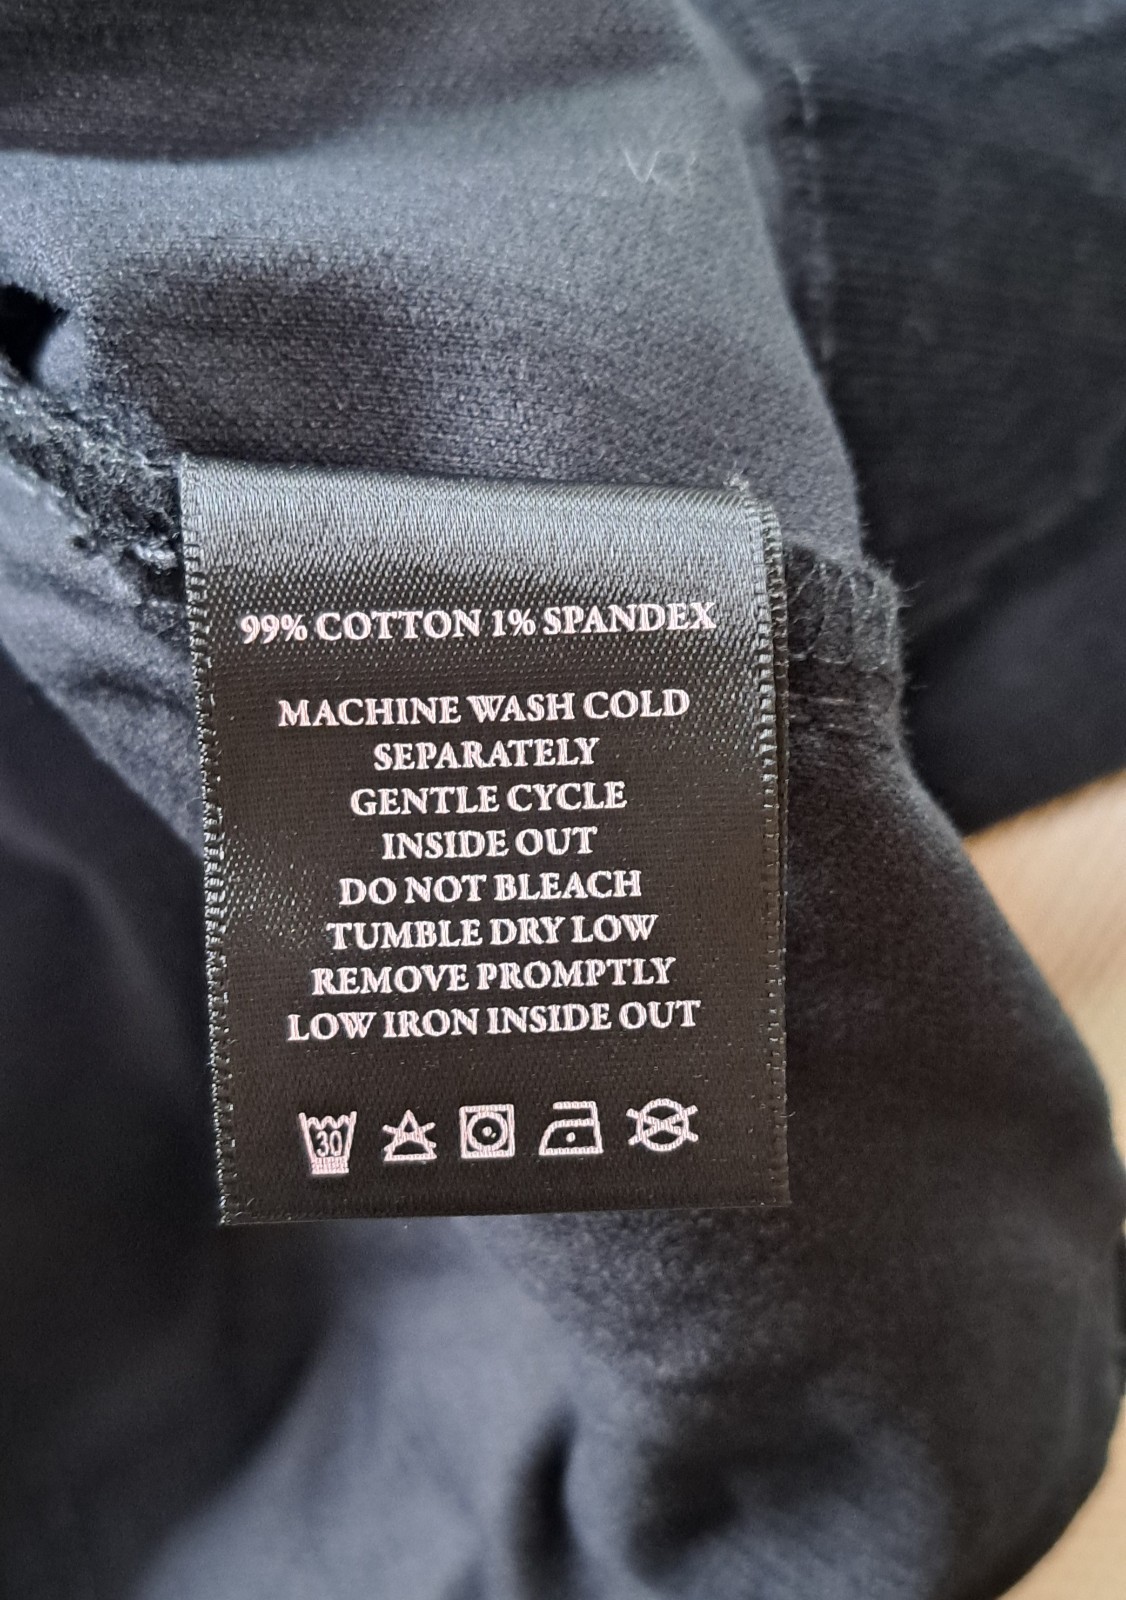 99% COTTON 1% SPANDEX
MACHINE WASH COLD
SEPARATELY
GENTLE CYCLE
INSIDE OUT
DO NOT BLEACH
TUMBLE DRY LOW
REMOVE PROMPTLY
LOW IRON INSIDE OUT
30